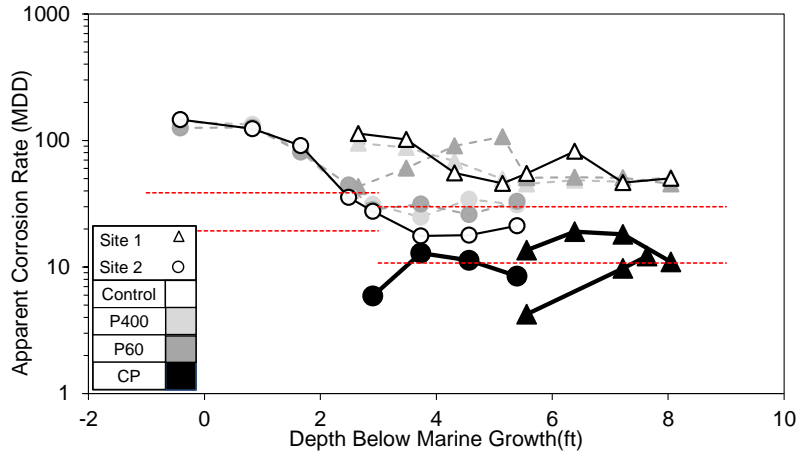 1000
100
10
1
Apparent Corrosion Rate (MDD)
Site 1
Site 2
Control
P400
P60
CP
-2 0 2 4 6 8 10
Depth Below Marine Growth(ft)